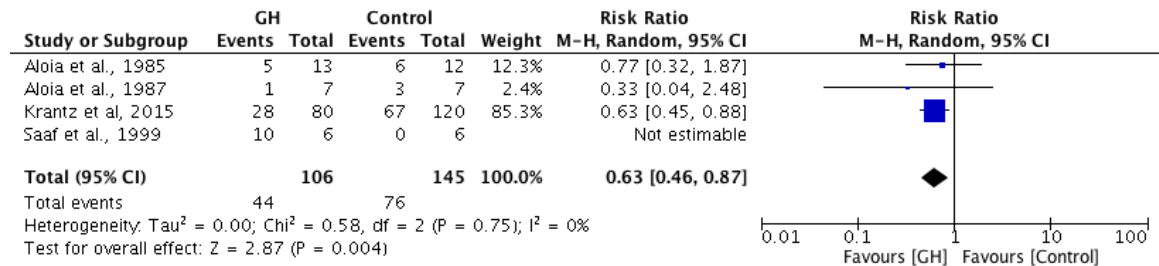 GH Control Risk Ratio Risk Ratio
Study or Subgroup Events Total Events Total Weight M-H, Random, 95% CI M-H, Random, 95% CI
Aloia et al., 1985 5 13 6 12 12.3% 0.77 [0.32, 1.87]
Aloia et al., 1987 1 7 3 7 2.4% 0.33 [0.04, 2.48]
Krantz et al, 2015 28 80 67 120 85.3% 0.63 [0.45, 0.88]
Saaf et al., 1999 10 6 0 6 Not estimable
Total (95% CI) 106 145 100.0% 0.63 [0.46, 0.87]
Total events 44 76
Heterogeneity: Tau² = 0.00; Chi² = 0.58, df = 2 (P = 0.75); I² = 0%
Test for overall effect: Z = 2.87 (P = 0.004)
0.01 0.1 1 10 100
Favours [GH] Favours [Control]